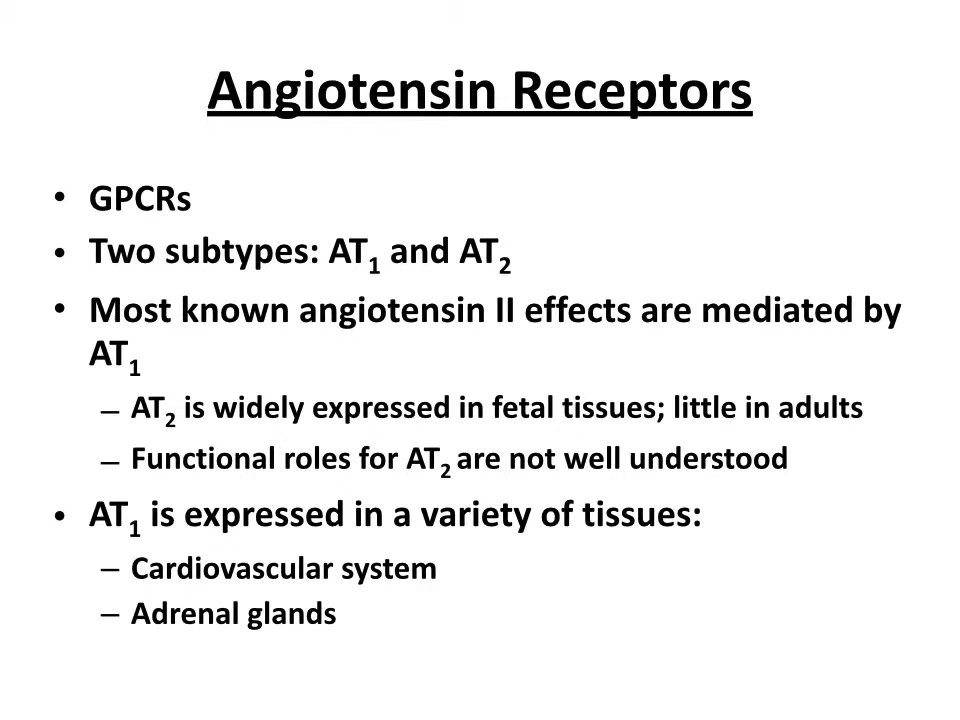 Angiotensin Receptors
• GPCRs
• Two subtypes: AT₁ and AT₂
• Most known angiotensin II effects are mediated by
AT₁
– AT₂ is widely expressed in fetal tissues; little in adults
– Functional roles for AT₂ are not well understood
• AT₁ is expressed in a variety of tissues:
– Cardiovascular system
– Adrenal glands